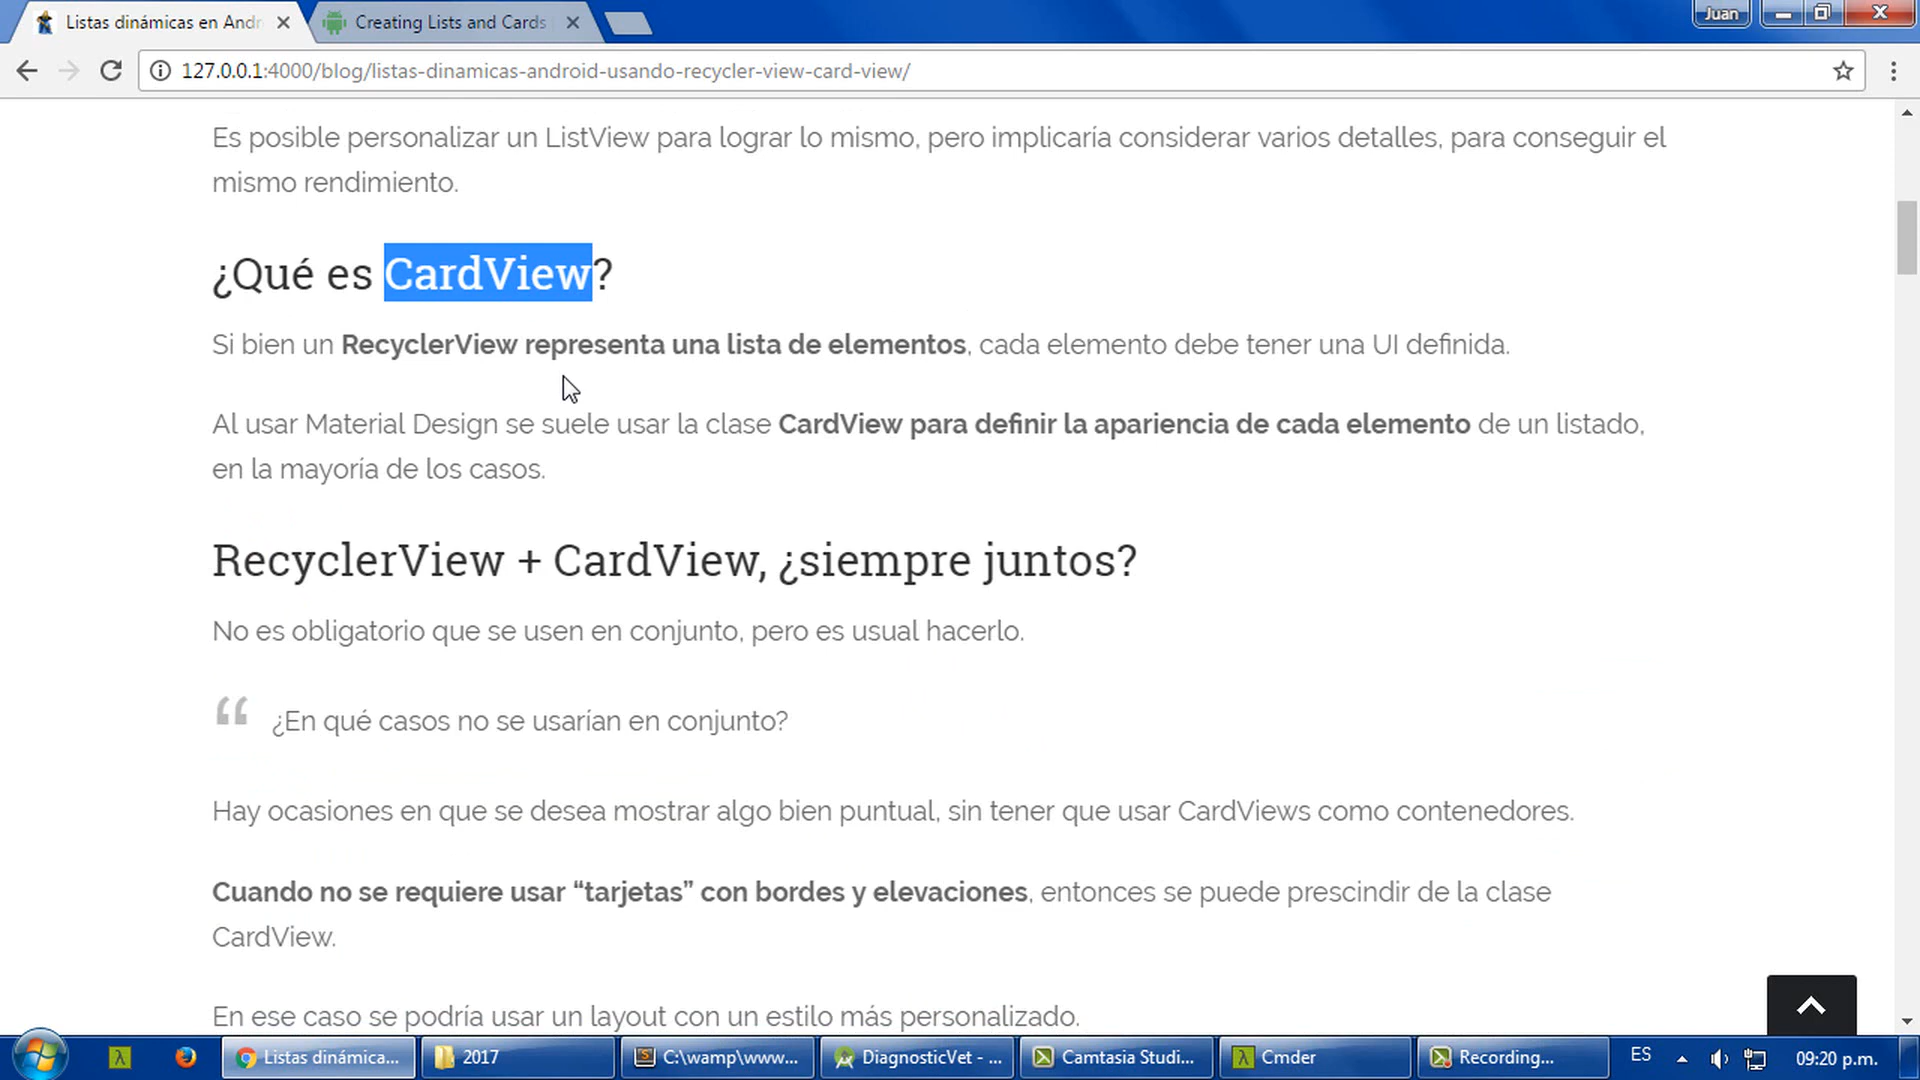 Listas dinámicas en Andr
Creating Lists and Cards
Juan
127.0.0.1:4000/blog/listas-dinamicas-android-usando-recycler-view-card-view/
Es posible personalizar un ListView para lograr lo mismo, pero implicaría considerar varios detalles, para conseguir el
mismo rendimiento.
¿Qué es CardView?
Si bien un RecyclerView representa una lista de elementos, cada elemento debe tener una UI definida.
Al usar Material Design se suele usar la clase CardView para definir la apariencia de cada elemento de un listado,
en la mayoría de los casos.
RecyclerView + CardView, ¿siempre juntos?
No es obligatorio que se usen en conjunto, pero es usual hacerlo.
“ ¿En qué casos no se usarían en conjunto?
Hay ocasiones en que se desea mostrar algo bien puntual, sin tener que usar CardViews como contenedores.
Cuando no se requiere usar “tarjetas” con bordes y elevaciones, entonces se puede prescindir de la clase
CardView.
En ese caso se podría usar un layout con un estilo más personalizado.
Listas dinámica...
2017
C:\wamp\www...
DiagnosticVet - ...
Camtasia Studi...
Cmder
Recording...
ES
09:20 p.m.